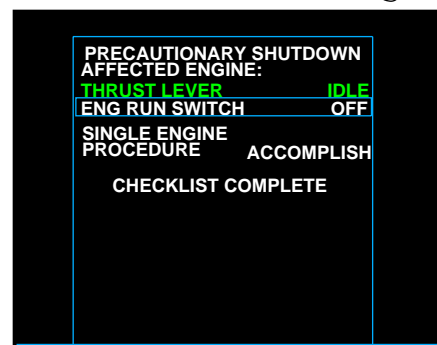 PRECAUTIONARY SHUTDOWN
AFFECTED ENGINE:
THRUST LEVER IDLE
ENG RUN SWITCH OFF
SINGLE ENGINE
PROCEDURE ACCOMPLISH
CHECKLIST COMPLETE